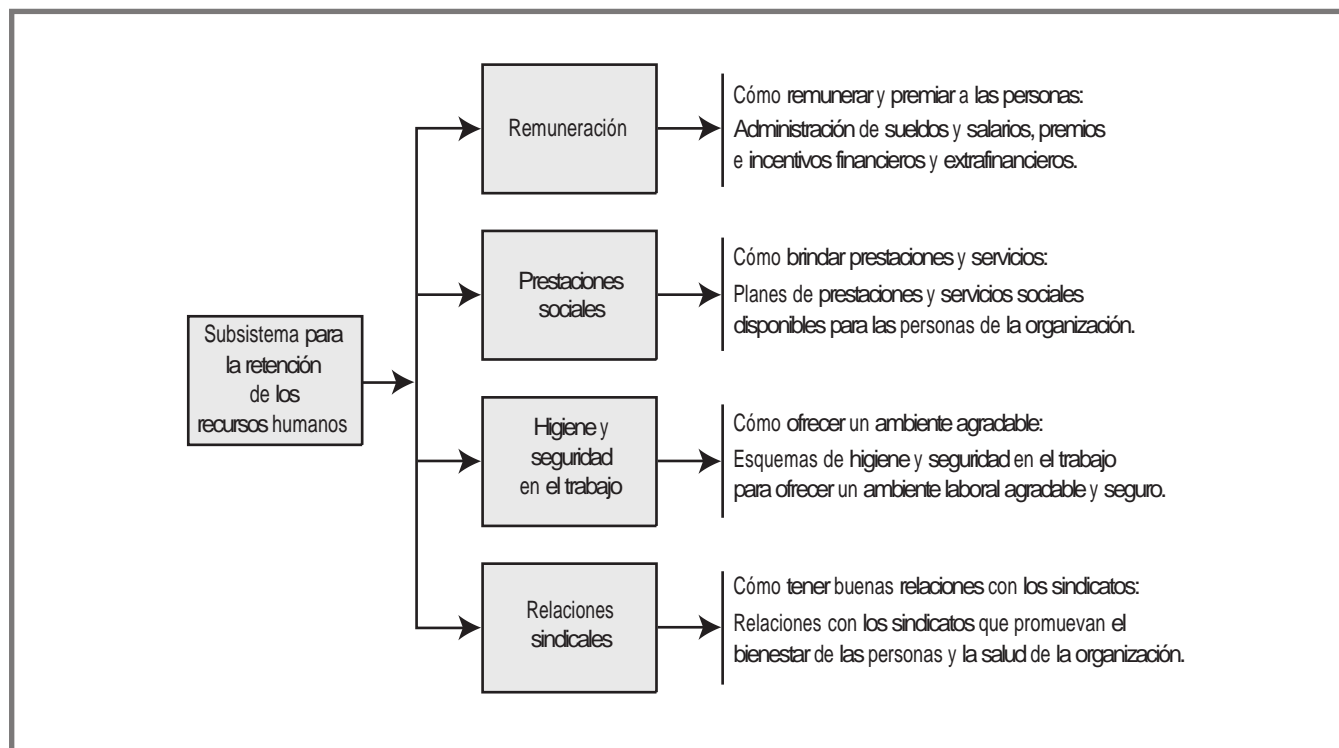 Subsistema para
la retención
de los
recursos humanos
Remuneración
Cómo remunerar y premiar a las personas:
Administración de sueldos y salarios, premios
e incentivos financieros y extrafinancieros.
Prestaciones
sociales
Cómo brindar prestaciones y servicios:
Planes de prestaciones y servicios sociales
disponibles para las personas de la organización.
Higiene y
seguridad
en el trabajo
Cómo ofrecer un ambiente agradable:
Esquemas de higiene y seguridad en el trabajo
para ofrecer un ambiente laboral agradable y seguro.
Relaciones
sindicales
Cómo tener buenas relaciones con los sindicatos:
Relaciones con los sindicatos que promuevan el
bienestar de las personas y la salud de la organización.